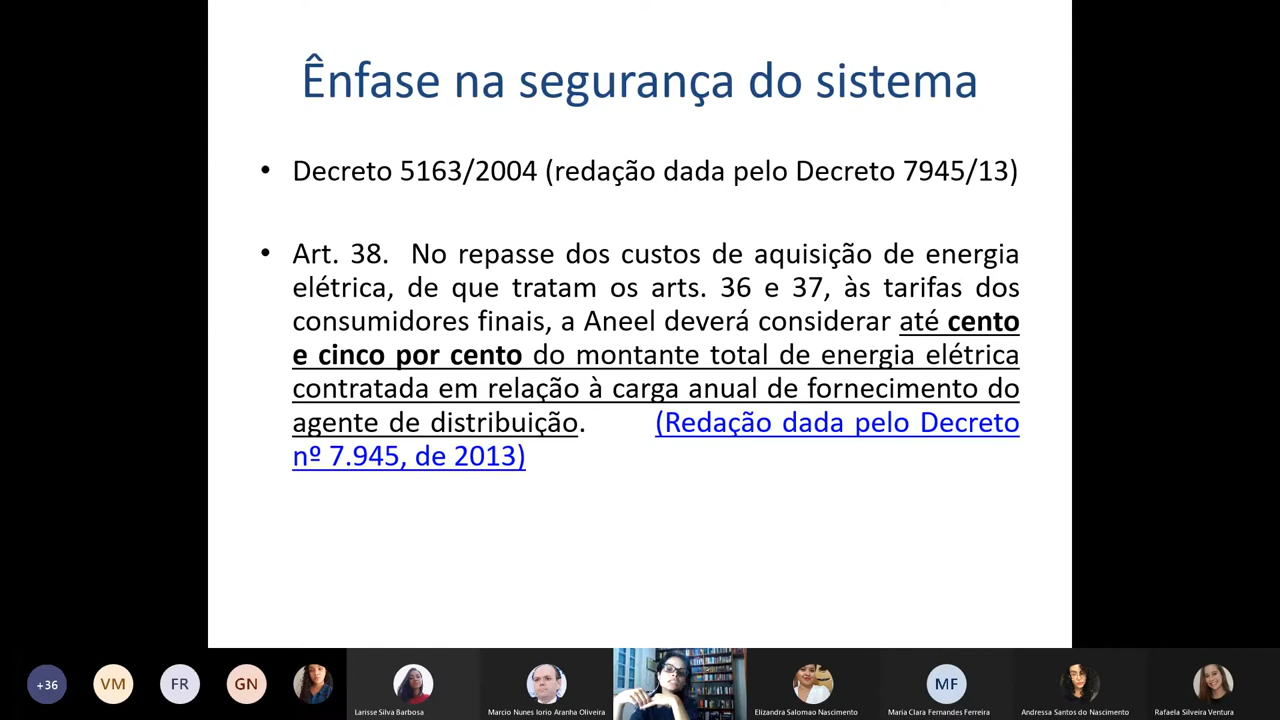 Ênfase na segurança do sistema
• Decreto 5163/2004 (redação dada pelo Decreto 7945/13)
• Art. 38. No repasse dos custos de aquisição de energia
elétrica, de que tratam os arts. 36 e 37, às tarifas dos
consumidores finais, a Aneel deverá considerar até cento
e cinco por cento do montante total de energia elétrica
contratada em relação à carga anual de fornecimento do
agente de distribuição. (Redação dada pelo Decreto
nº 7.945, de 2013)
+36 VM FR GN MF
Larisse Silva Barbosa Marcio Nunes Iorio Aranha Oliveira Elizandra Salomao Nascimento Maria Clara Fernandes Ferreira Andressa Santos do Nascimento Rafaela Silveira Ventura